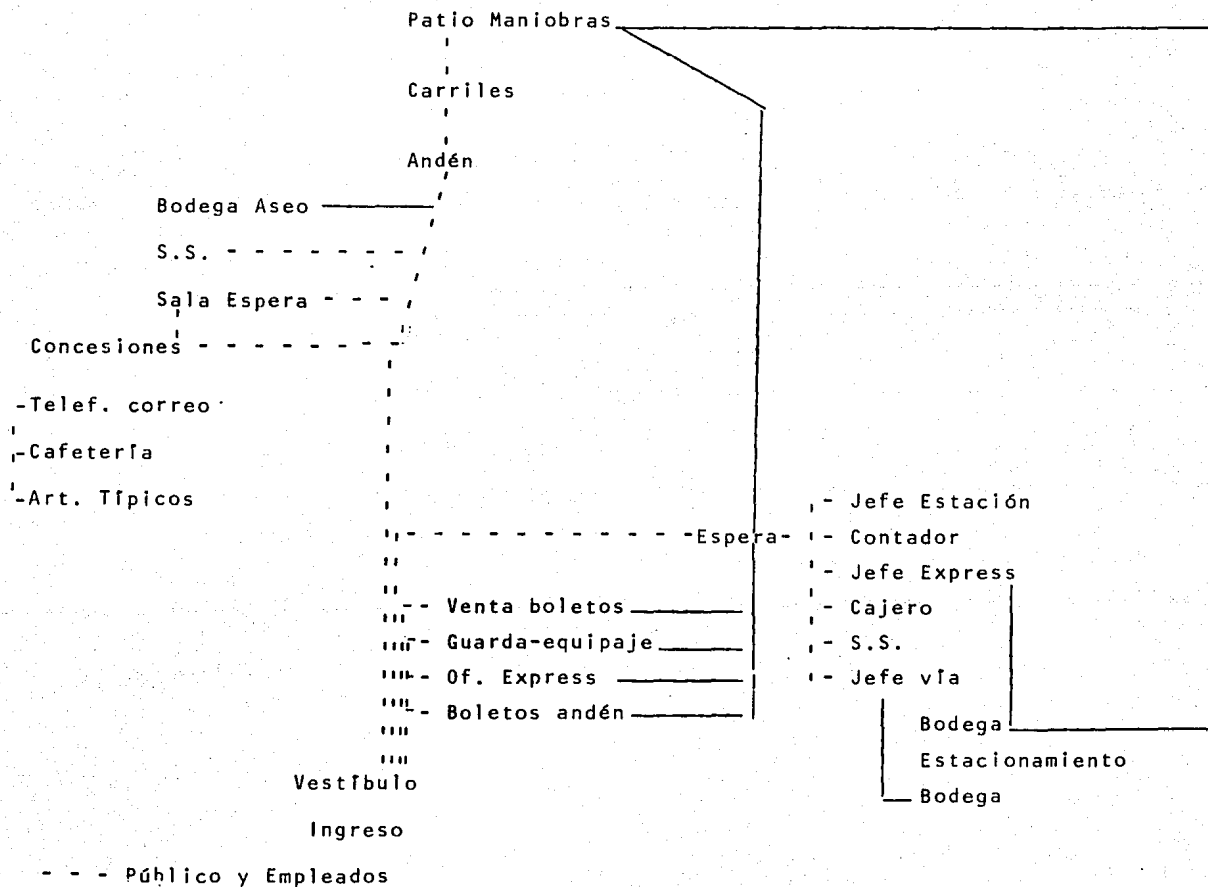 Patio Maniobras
Carriles
Andén
Bodega Aseo
S.S.
Sala Espera
Concesiones
-Telef. correo
-Cafetería
-Art. Típicos
Espera
- Jefe Estación
- Contador
- Jefe Express
- Cajero
- S.S.
- Jefe vía
-- Venta boletos
-- Guarda-equipaje
-- Of. Express
-- Boletos andén
Bodega
Estacionamiento
Bodega
Vestíbulo
Ingreso
- - - Público y Empleados